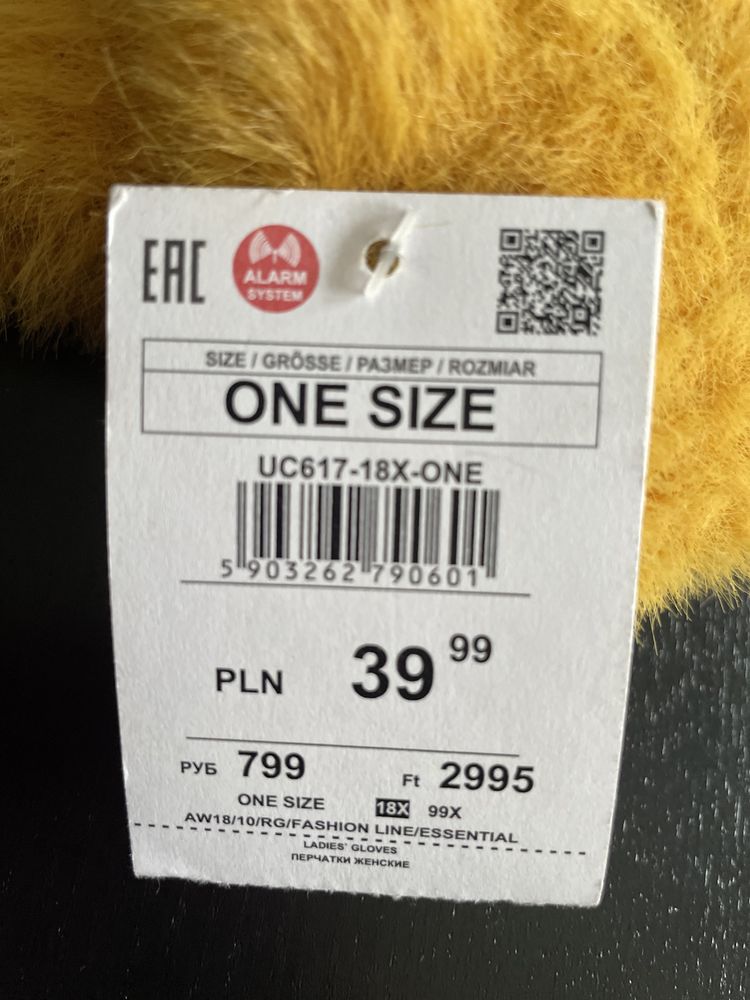 EAC
ALARM
SYSTEM
SIZE / GRÖSSE / РАЗМЕР / ROZMIAR
ONE SIZE
UC617-18X-ONE
5 903262 790601
PLN 39 99
РУБ 799 Ft 2995
ONE SIZE 18X 99X
AW18/10/RG/FASHION LINE/ESSENTIAL
LADIES' GLOVES
ПЕРЧАТКИ ЖЕНСКИЕ